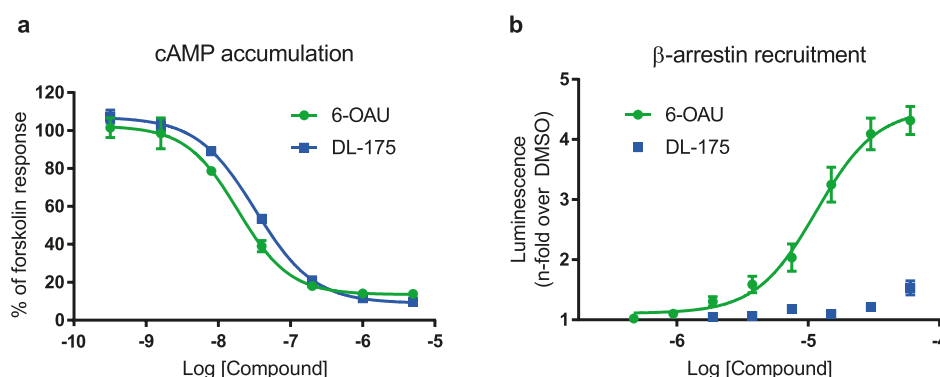 a
cAMP accumulation
% of forskolin response
120
100
80
60
40
20
0
-10
-9
-8
-7
-6
-5
Log [Compound]
6-OAU
DL-175
b
β-arrestin recruitment
Luminescence
(n-fold over DMSO)
5
4
3
2
1
-6
-5
-4
Log [Compound]
6-OAU
DL-175